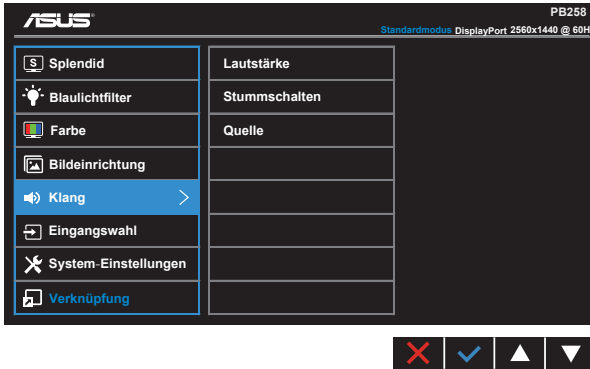 ASUS
PB258
Standardmodus DisplayPort 2560x1440 @ 60H
S Splendid
Blaulichtfilter
Farbe
Bildeinrichtung
Klang
Eingangswahl
System-Einstellungen
Verknüpfung
Lautstärke
Stummschalten
Quelle